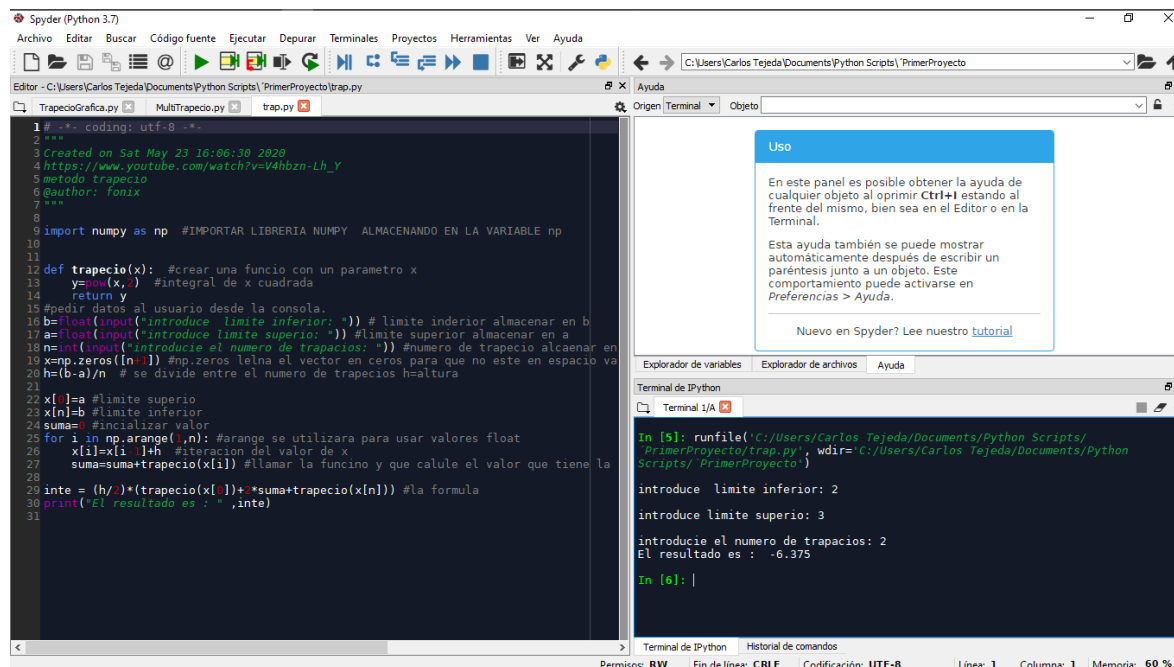 Spyder (Python 3.7)
Archivo Editar Buscar Código fuente Ejecutar Depurar Terminales Proyectos Herramientas Ver Ayuda
C:\Users\Carlos Tejeda\Documents\Python Scripts\´PrimerProyecto
Editor - C:\Users\Carlos Tejeda\Documents\Python Scripts\´PrimerProyecto\trap.py
TrapecioGrafica.py MultiTrapecio.py trap.py
1 # -*- coding: utf-8 -*-
2 """
3 Created on Sat May 23 16:06:30 2020
4 https://www.youtube.com/watch?v=V4hbzn-Lh_Y
5 metodo trapecio
6 @author: fonix
7 """
8
9 import numpy as np  #IMPORTAR LIBRERIA NUMPY  ALMACENANDO EN LA VARIABLE np
10
11
12 def trapecio(x):  #crear una funcio con un parametro x
13     y=pow(x,2)  #integral de x cuadrada
14     return y
15 #pedir datos al usuario desde la consola.
16 b=float(input("introduce  limite inferior: ")) # limite inderior almacenar en b
17 a=float(input("introduce limite superio: ")) #limite superior almacenar en a
18 n=int(input("introducie el numero de trapacios: ")) #numero de trapecio alcaenar en
19 x=np.zeros([n+1]) #np.zeros lelna el vector en ceros para que no este en espacio va
20 h=(b-a)/n  # se divide entre el numero de trapecios h=altura
21
22 x[0]=a #limite superio
23 x[n]=b #limite inferior
24 suma=0 #incializar valor
25 for i in np.arange(1,n): #arange se utilizara para usar valores float
26     x[i]=x[i-1]+h  #iteracion del valor de x
27     suma=suma+trapecio(x[i]) #llamar la funcino y que calule el valor que tiene la
28
29 inte = (h/2)*(trapecio(x[0])+2*suma+trapecio(x[n])) #la formula
30 print("El resultado es : " ,inte)
31
Ayuda
Origen Terminal Objeto
Uso
En este panel es posible obtener la ayuda de
cualquier objeto al oprimir Ctrl+I estando al
frente del mismo, bien sea en el Editor o en la
Terminal.
Esta ayuda también se puede mostrar
automáticamente después de escribir un
paréntesis junto a un objeto. Este
comportamiento puede activarse en
Preferencias > Ayuda.
Nuevo en Spyder? Lee nuestro tutorial
Explorador de variables Explorador de archivos Ayuda
Terminal de IPython
Terminal 1/A
In [5]: runfile('C:/Users/Carlos Tejeda/Documents/Python Scripts/
´PrimerProyecto/trap.py', wdir='C:/Users/Carlos Tejeda/Documents/Python
Scripts/´PrimerProyecto')
introduce  limite inferior: 2
introduce limite superio: 3
introducie el numero de trapacios: 2
El resultado es :  -6.375
In [6]:
Terminal de IPython Historial de comandos
Permisos: RW Fin de línea: CRLF Codificación: UTF-8 Línea: 1 Columna: 1 Memoria: 60 %